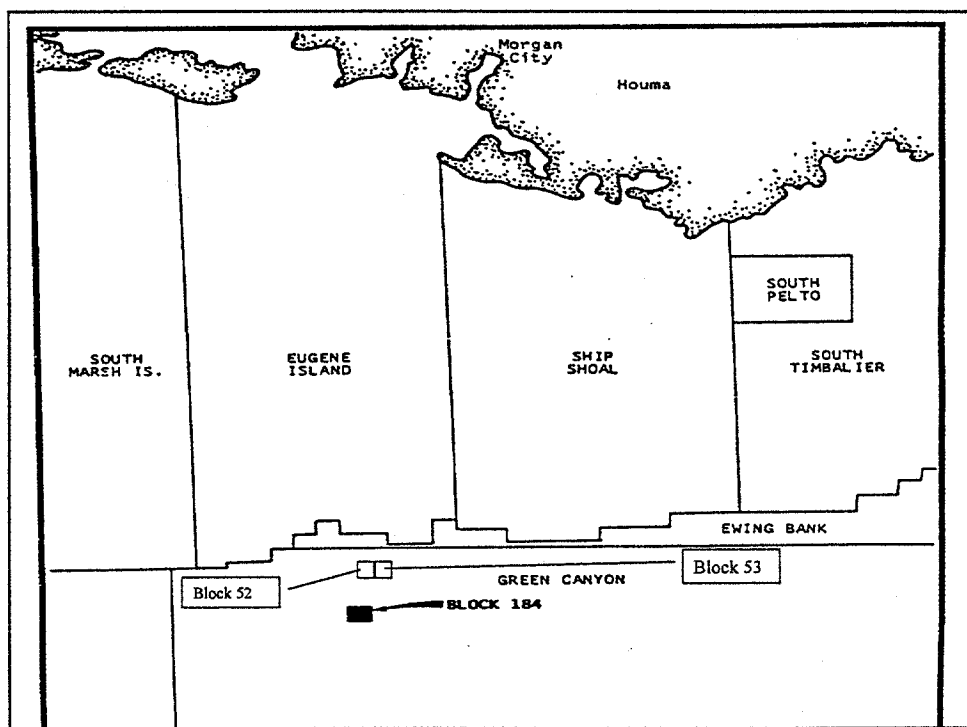 Morgan
City
Houma
SOUTH
PELTO
SOUTH
MARSH IS.
EUGENE
ISLAND
SHIP
SHOAL
SOUTH
TIMBALIER
EWING BANK
GREEN CANYON
Block 53
Block 52
BLOCK 184